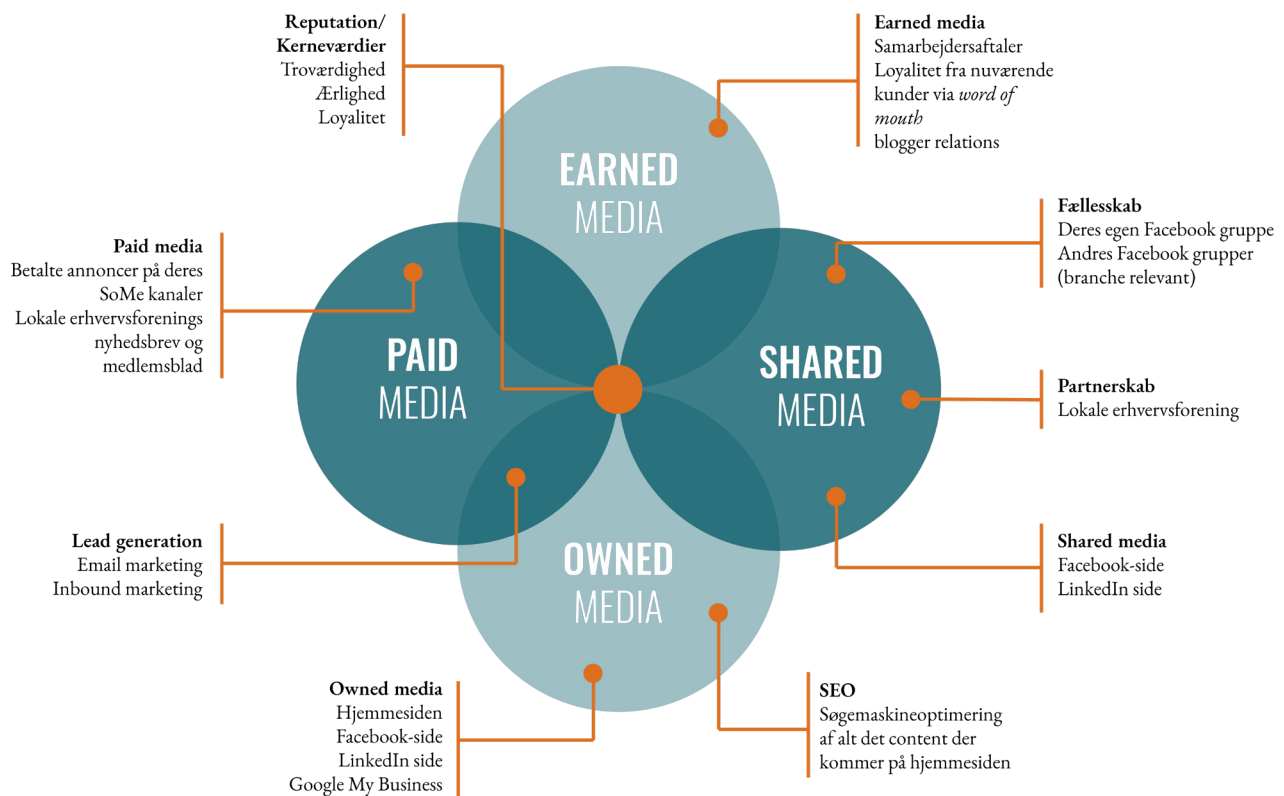 Reputation/
Kerneværdier
Troværdighed
Ærlighed
Loyalitet
Earned media
Samarbejdersaftaler
Loyalitet fra nuværende
kunder via word of
mouth
blogger relations
EARNED
MEDIA
Fællesskab
Deres egen Facebook gruppe
Andres Facebook grupper
(branche relevant)
Paid media
Betalte annoncer på deres
SoMe kanaler
Lokale erhvervsforenings
nyhedsbrev og
medlemsblad
PAID
MEDIA
SHARED
MEDIA
Partnerskab
Lokale erhvervsforening
Lead generation
Email marketing
Inbound marketing
OWNED
MEDIA
Shared media
Facebook-side
LinkedIn side
Owned media
Hjemmesiden
Facebook-side
LinkedIn side
Google My Business
SEO
Søgemaskineoptimering
af alt det content der
kommer på hjemmesiden